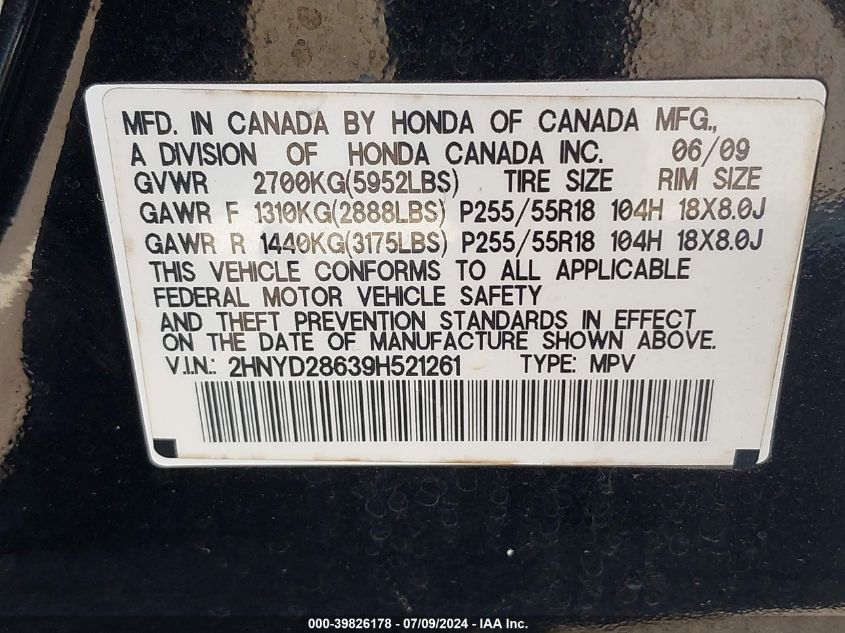 MFD. IN CANADA BY HONDA OF CANADA MFG.,
A DIVISION OF HONDA CANADA INC. 06/09
GVWR 2700KG(5952LBS) TIRE SIZE RIM SIZE
GAWR F 1310KG(2888LBS) P255/55R18 104H 18X8.0J
GAWR R 1440KG(3175LBS) P255/55R18 104H 18X8.0J
THIS VEHICLE CONFORMS TO ALL APPLICABLE
FEDERAL MOTOR VEHICLE SAFETY
AND THEFT PREVENTION STANDARDS IN EFFECT
ON THE DATE OF MANUFACTURE SHOWN ABOVE.
V.I.N.: 2HNYD28639H521261 TYPE: MPV
000-39826178 / 07/09/2024 - IAA Inc.